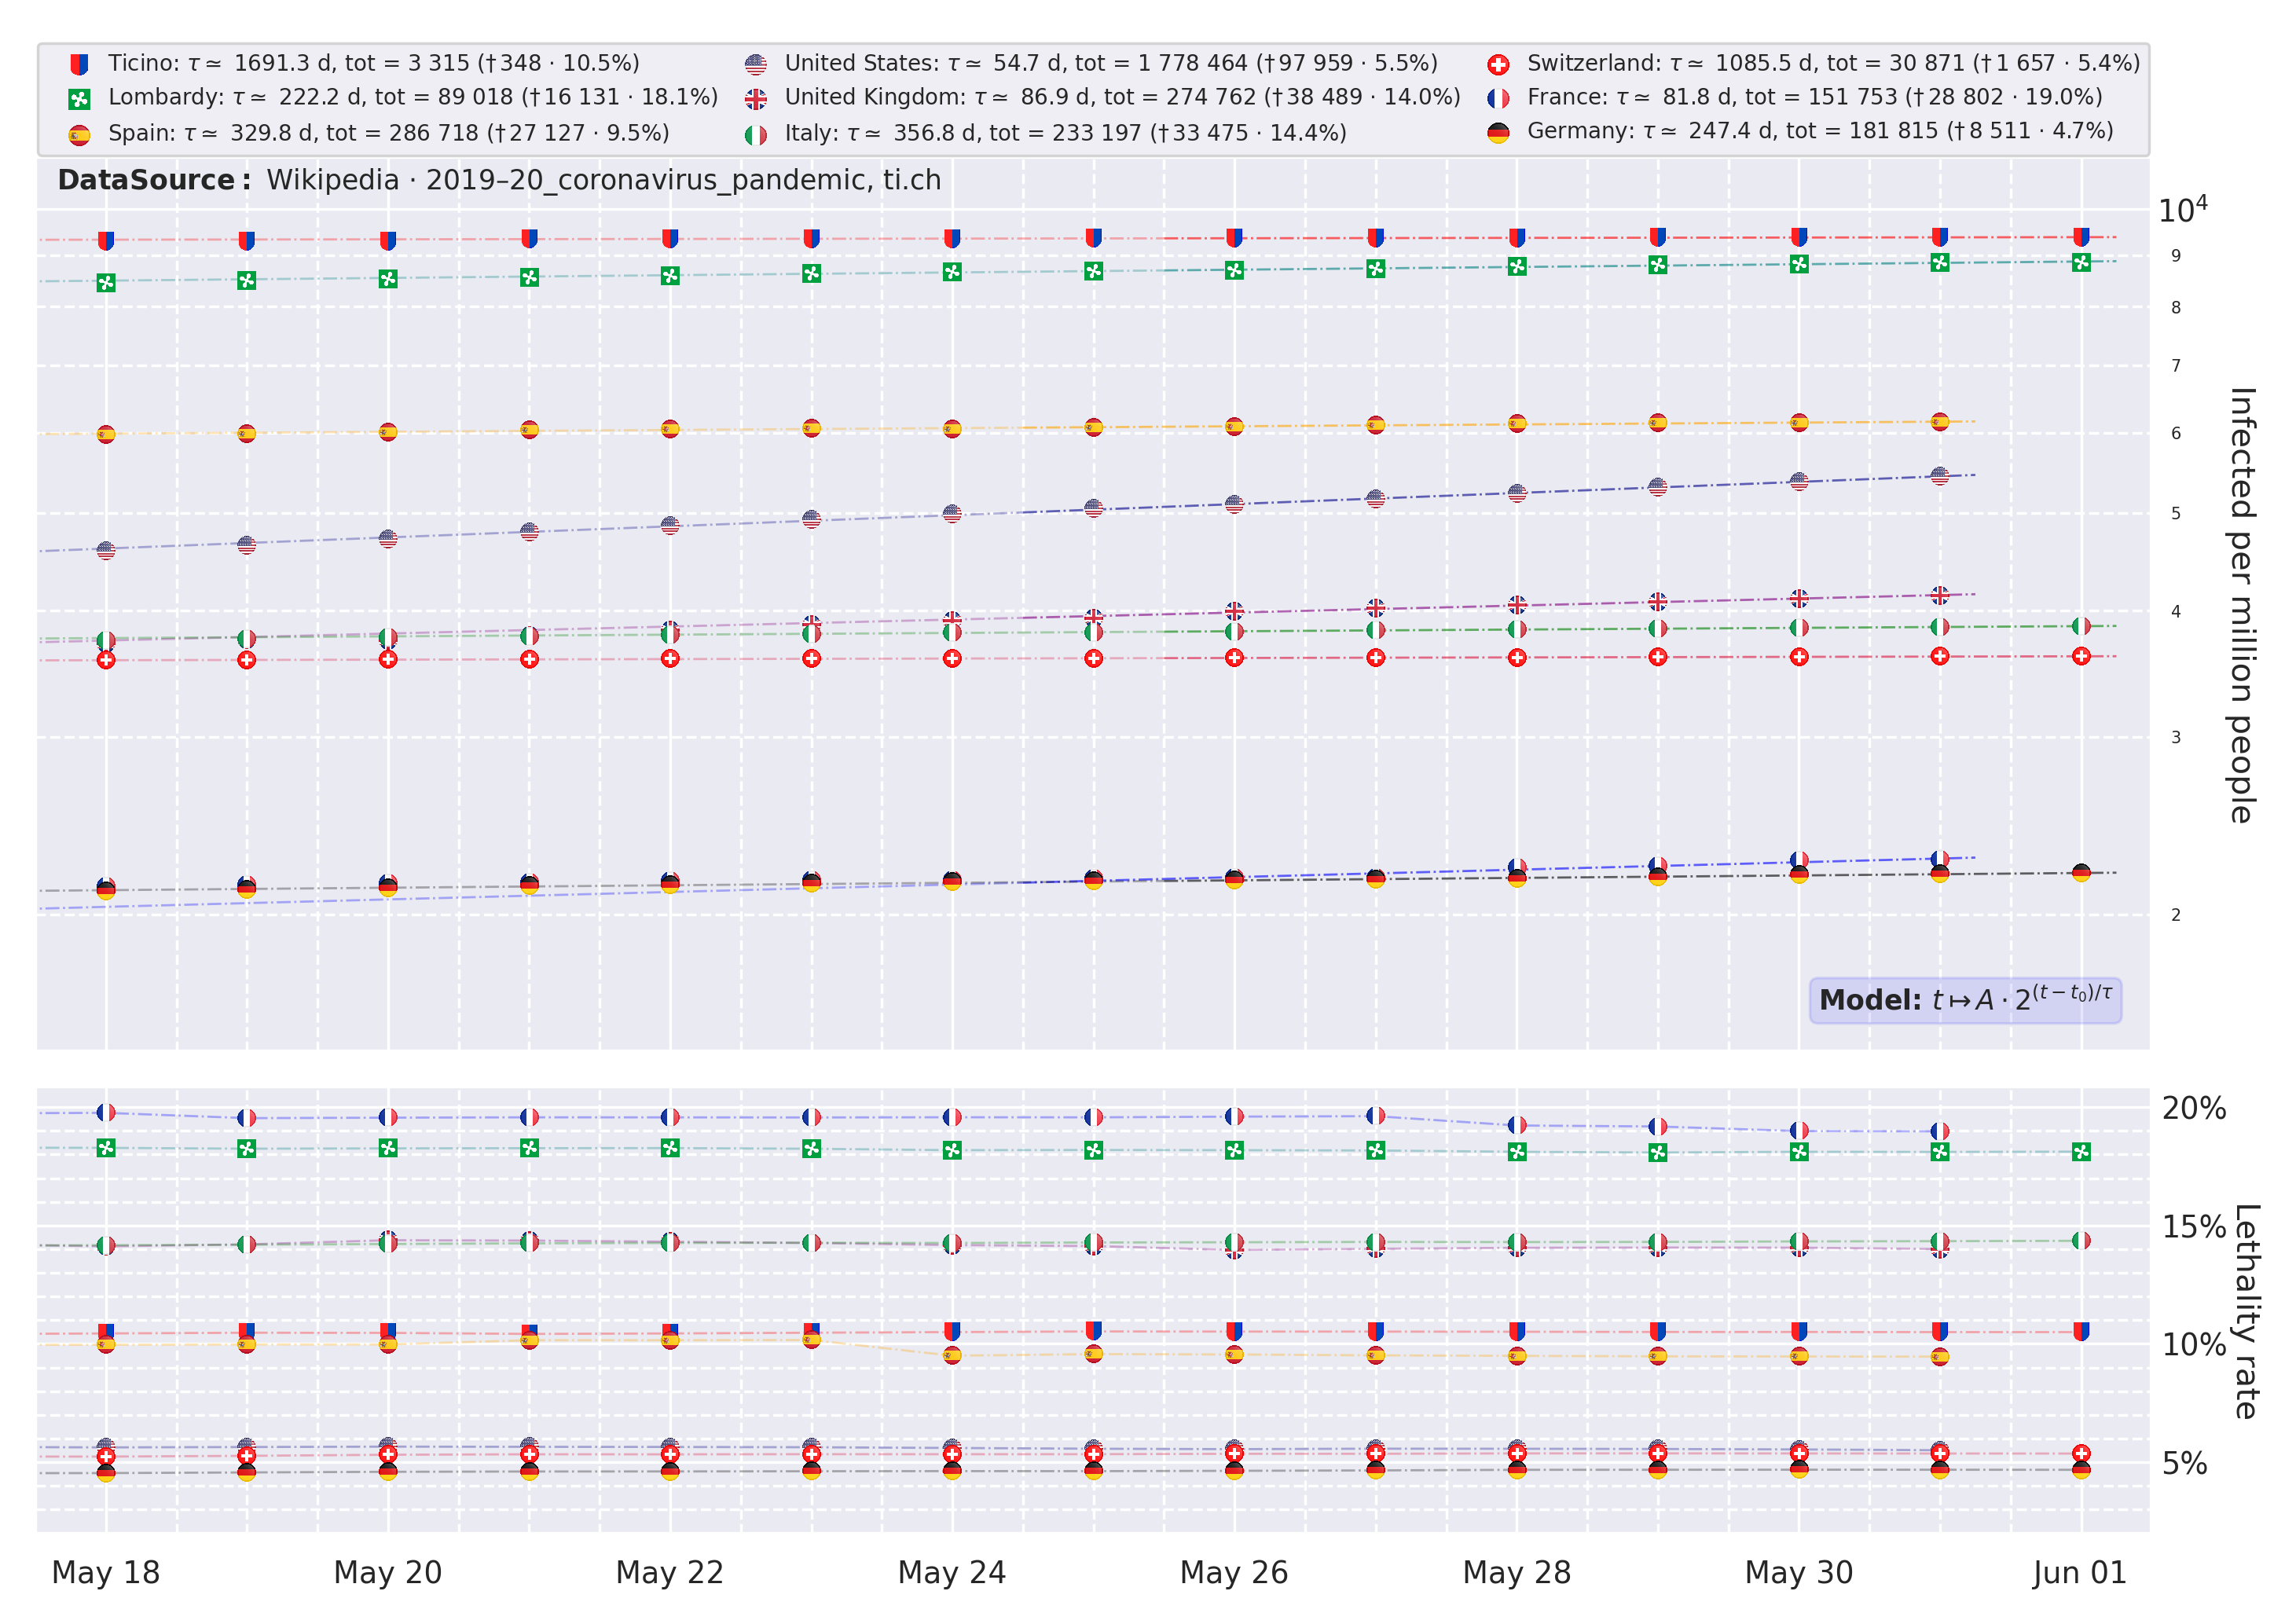 Ticino: τ ≃ 1691.3 d, tot = 3 315 (†348 · 10.5%)
Lombardy: τ ≃ 222.2 d, tot = 89 018 (†16 131 · 18.1%)
Spain: τ ≃ 329.8 d, tot = 286 718 (†27 127 · 9.5%)
United States: τ ≃ 54.7 d, tot = 1 778 464 (†97 959 · 5.5%)
United Kingdom: τ ≃ 86.9 d, tot = 274 762 (†38 489 · 14.0%)
Italy: τ ≃ 356.8 d, tot = 233 197 (†33 475 · 14.4%)
Switzerland: τ ≃ 1085.5 d, tot = 30 871 (†1 657 · 5.4%)
France: τ ≃ 81.8 d, tot = 151 753 (†28 802 · 19.0%)
Germany: τ ≃ 247.4 d, tot = 181 815 (†8 511 · 4.7%)
DataSource: Wikipedia · 2019–20_coronavirus_pandemic, ti.ch
10⁴
9
8
7
6
5
4
3
2
Infected per million people
Model: t ↦ A · 2^{(t − t₀)/τ}
20%
15%
10%
5%
Lethality rate
May 18
May 20
May 22
May 24
May 26
May 28
May 30
Jun 01